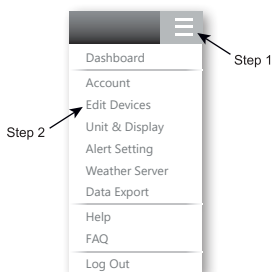 Step 1
Dashboard
Account
Edit Devices
Step 2
Unit & Display
Alert Setting
Weather Server
Data Export
Help
FAQ
Log Out